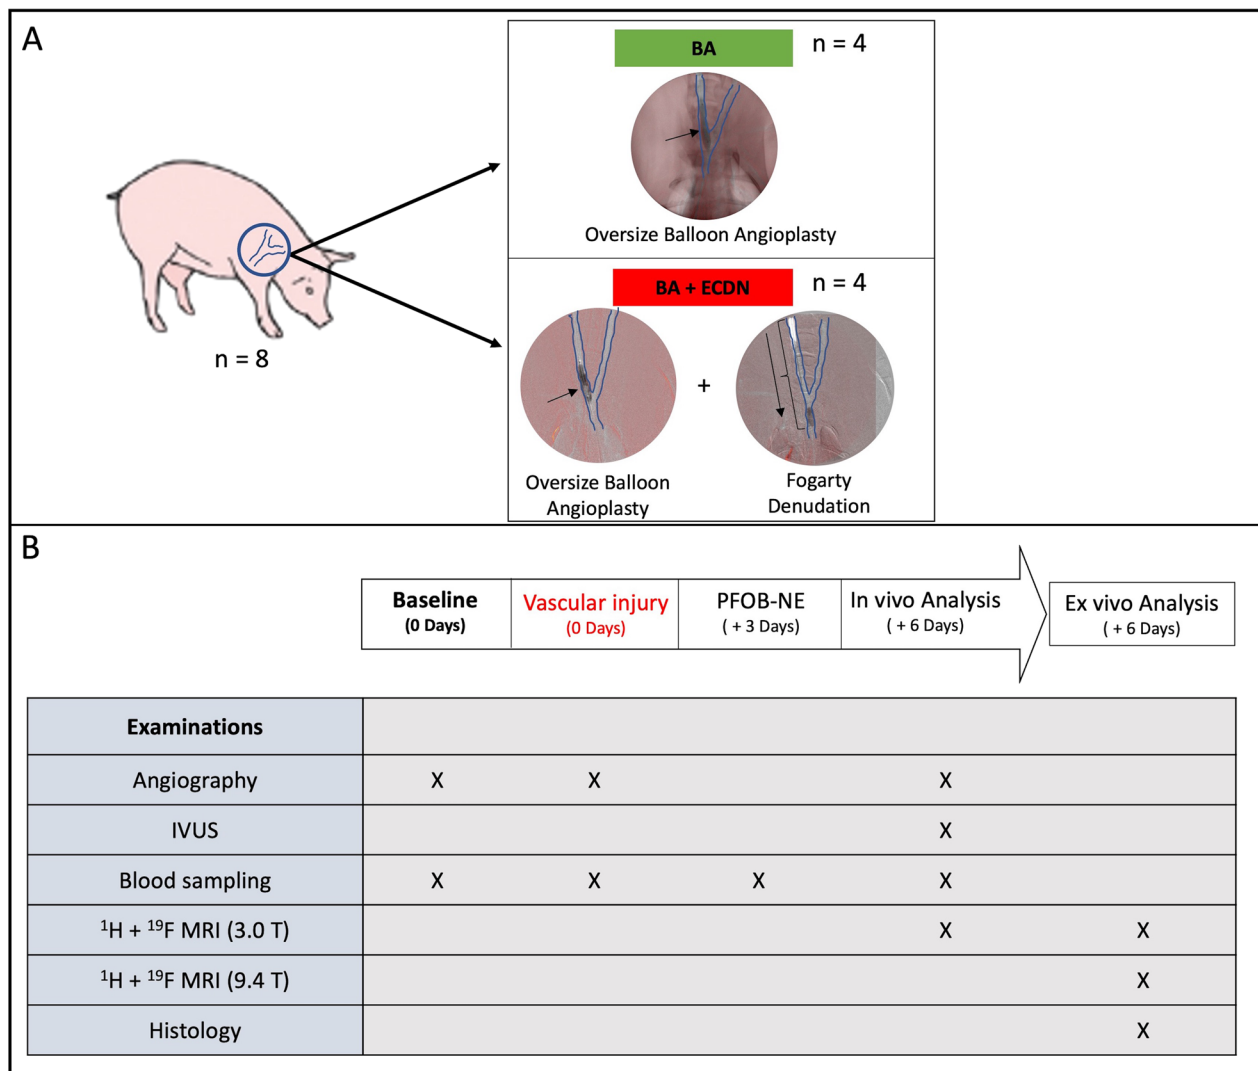 A
BA
n = 4
Oversize Balloon Angioplasty
BA + ECDN
n = 4
+
Oversize Balloon
Angioplasty
Fogarty
Denudation
n = 8
B
Baseline
(0 Days)
Vascular injury
(0 Days)
PFOB-NE
( + 3 Days)
In vivo Analysis
( + 6 Days)
Ex vivo Analysis
( + 6 Days)
Examinations
Angiography X X X
IVUS X
Blood sampling X X X X
¹H + ¹⁹F MRI (3.0 T) X X
¹H + ¹⁹F MRI (9.4 T) X
Histology X